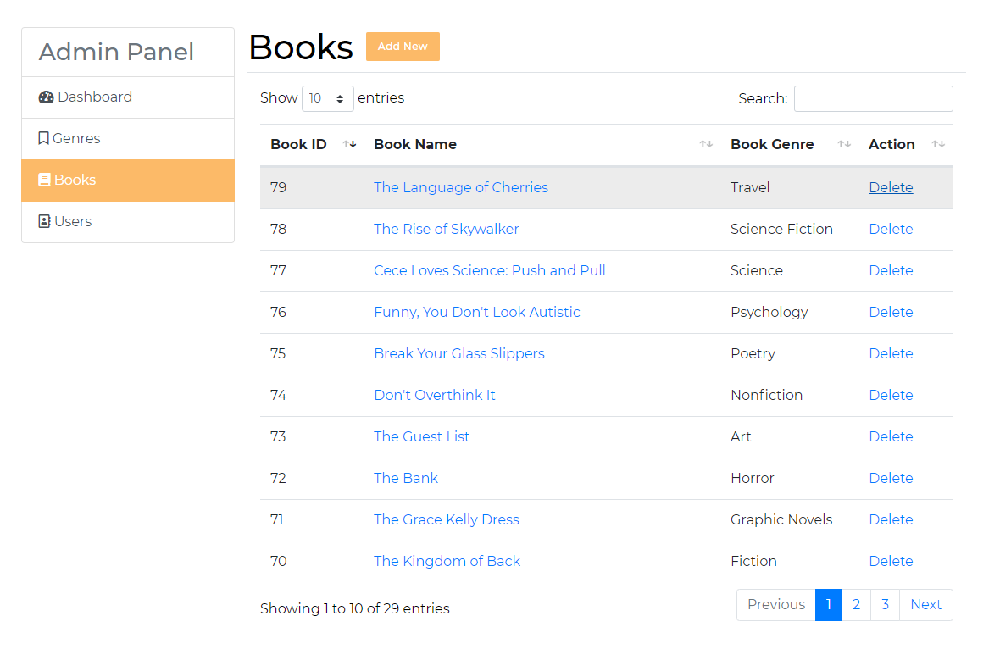 Admin Panel
Dashboard
Genres
Books
Users
Books Add New
Show 10 entries Search:
Book ID Book Name Book Genre Action
79 The Language of Cherries Travel Delete
78 The Rise of Skywalker Science Fiction Delete
77 Cece Loves Science: Push and Pull Science Delete
76 Funny, You Don't Look Autistic Psychology Delete
75 Break Your Glass Slippers Poetry Delete
74 Don't Overthink It Nonfiction Delete
73 The Guest List Art Delete
72 The Bank Horror Delete
71 The Grace Kelly Dress Graphic Novels Delete
70 The Kingdom of Back Fiction Delete
Showing 1 to 10 of 29 entries Previous 1 2 3 Next